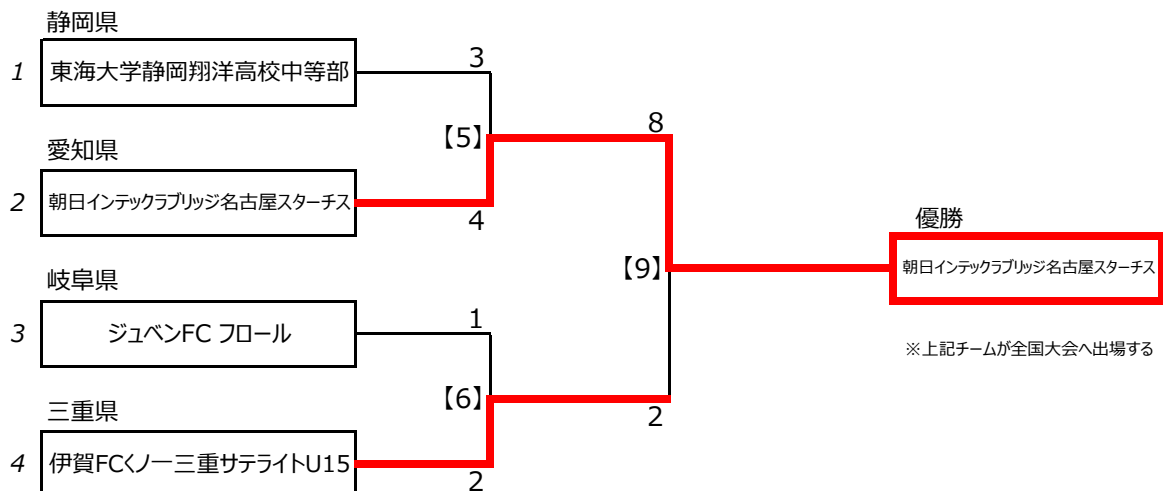 静岡県
1 東海大学静岡翔洋高校中等部 3
【5】 8
愛知県
2 朝日インテックラブリッジ名古屋スターチス 4
優勝
【9】 朝日インテックラブリッジ名古屋スターチス
岐阜県
3 ジュベンFC フロール 1
※上記チームが全国大会へ出場する
【6】 2
三重県
4 伊賀FCくノ一三重サテライトU15 2